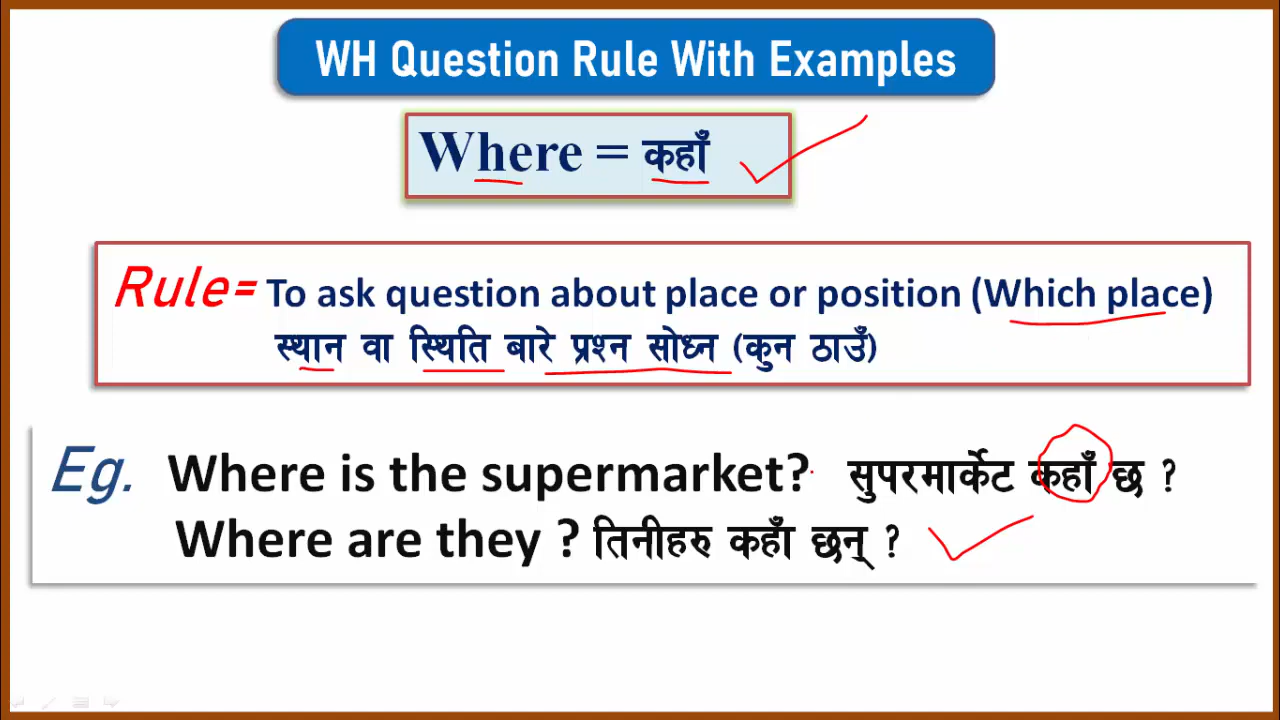 WH Question Rule With Examples
Where = कहाँ
Rule= To ask question about place or position (Which place)
स्थान वा स्थिति बारे प्रश्न सोध्न (कुन ठाउँ)
Eg. Where is the supermarket? सुपरमार्केट कहाँ छ ?
Where are they ? तिनीहरु कहाँ छन् ?